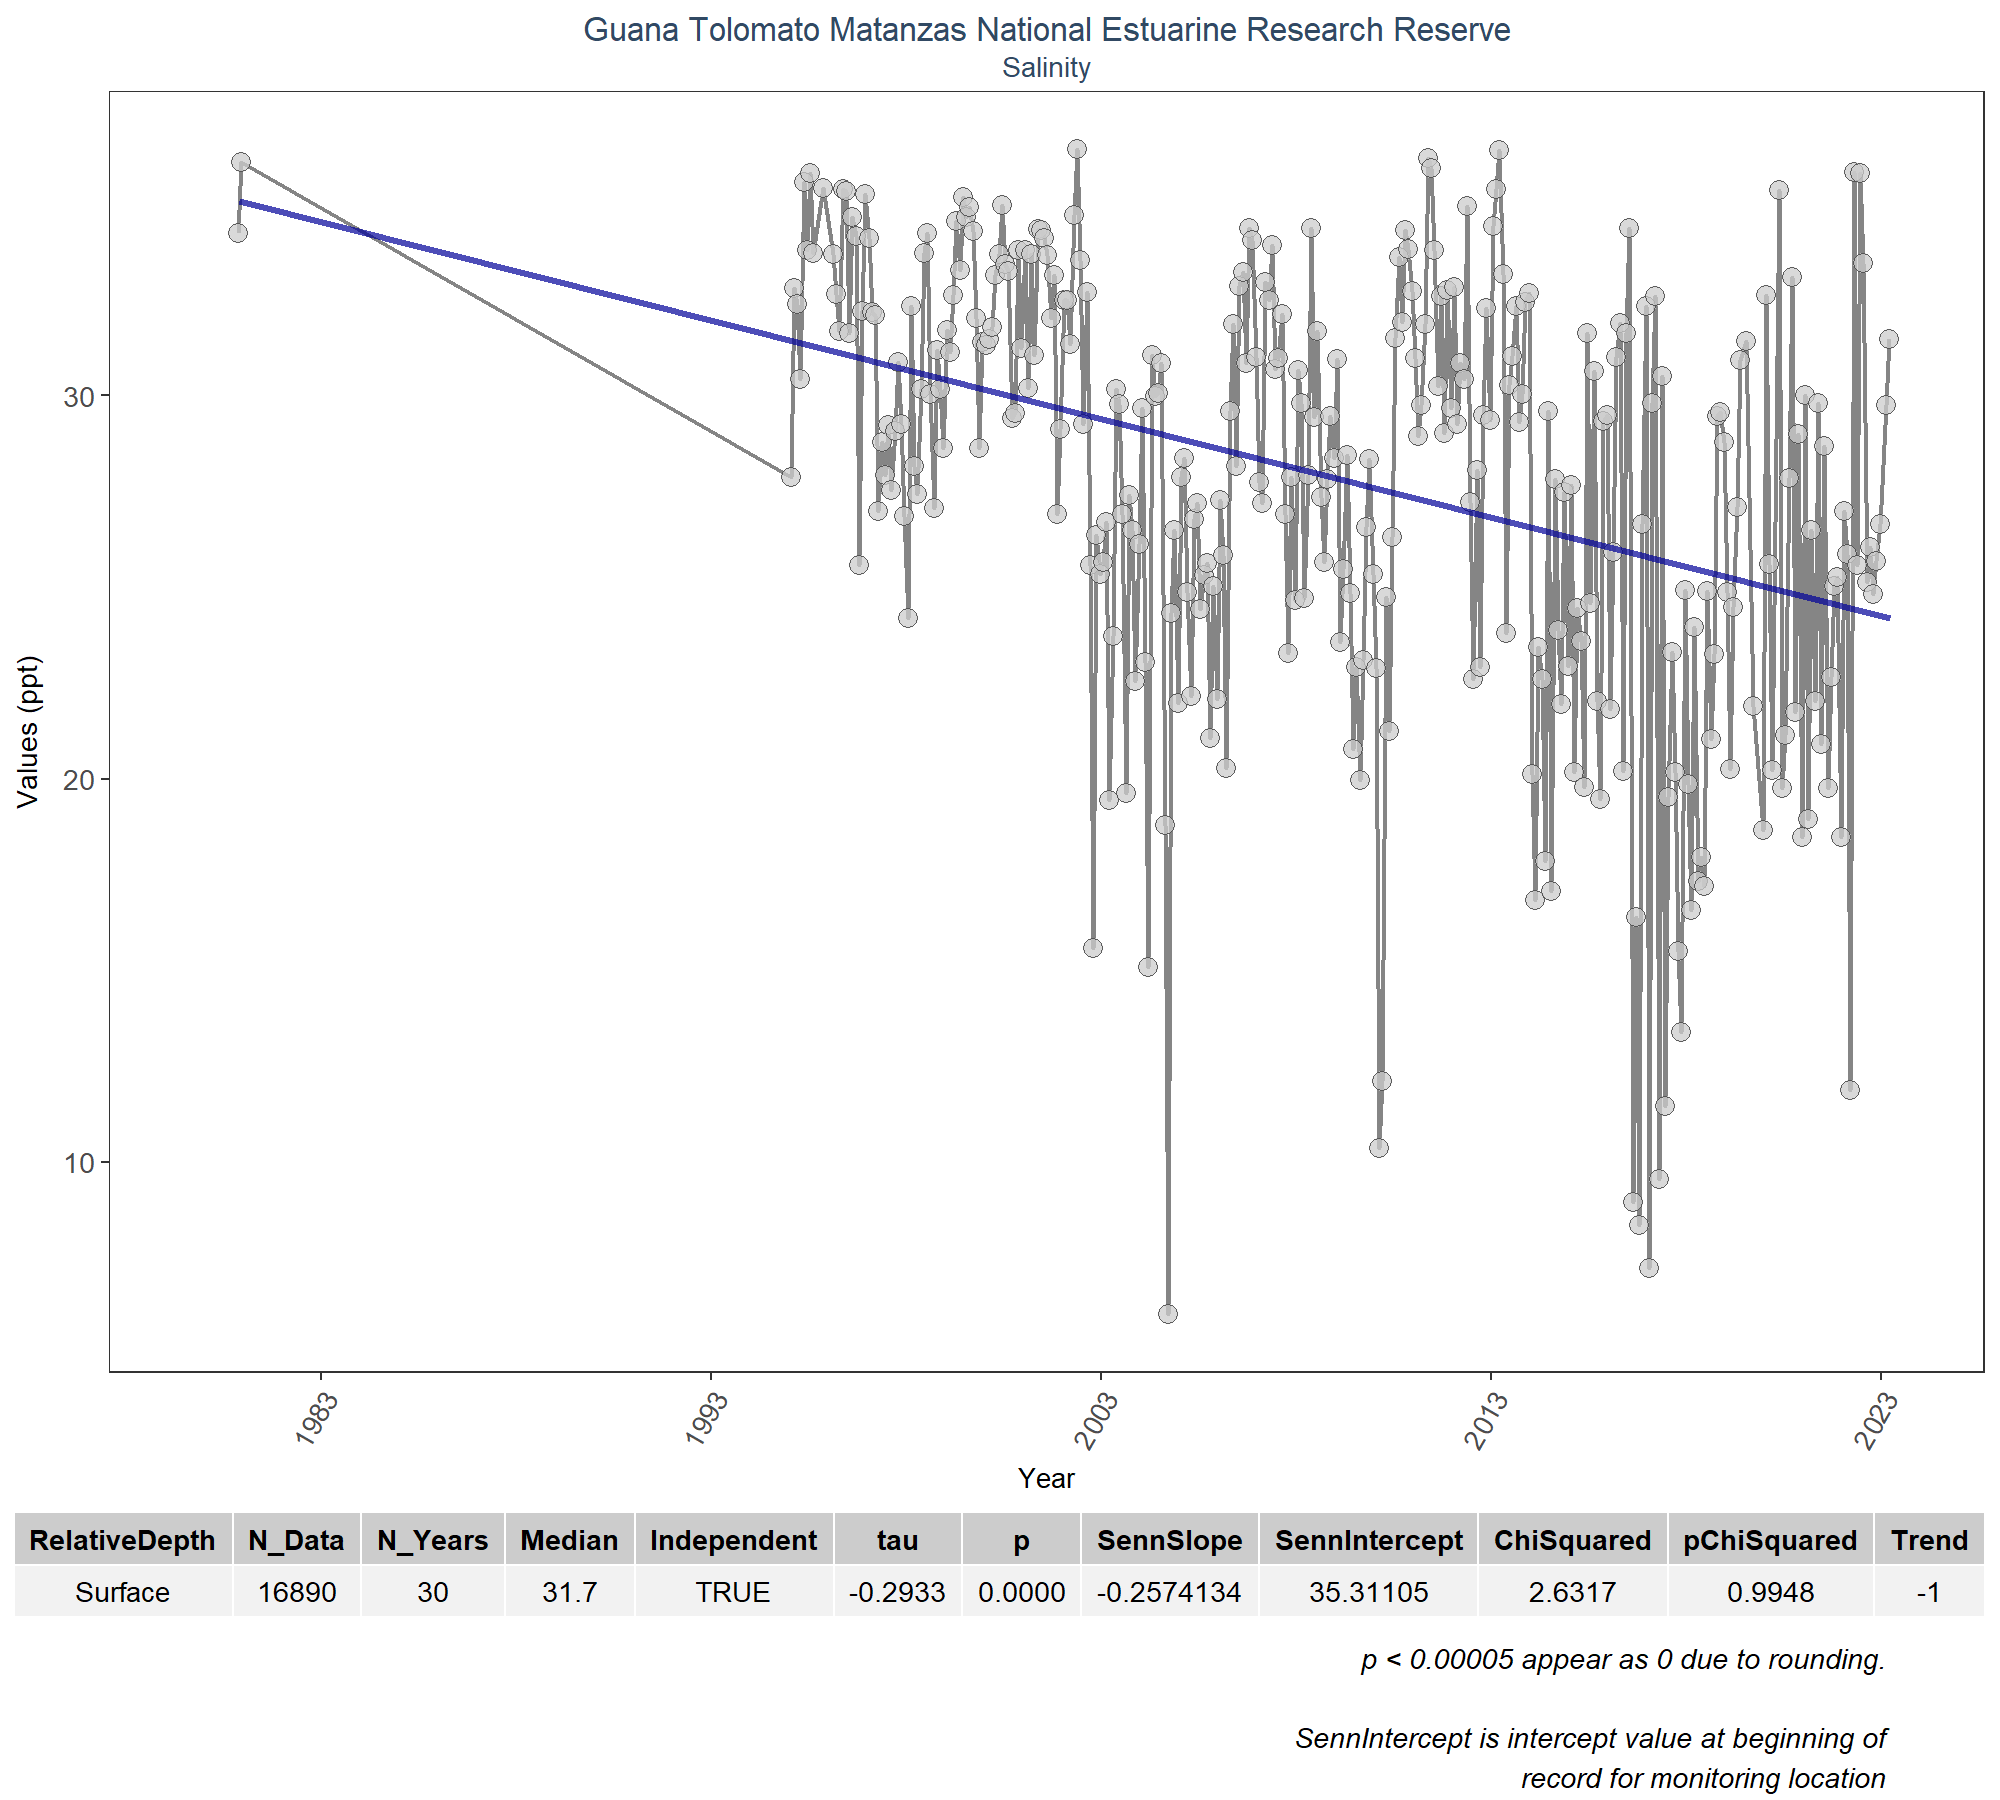 Guana Tolomato Matanzas National Estuarine Research Reserve
Salinity
Values (ppt)
30
20
10
1983
1993
2003
2013
2023
Year
RelativeDepth N_Data N_Years Median Independent tau p SennSlope SennIntercept ChiSquared pChiSquared Trend
Surface 16890 30 31.7 TRUE -0.2933 0.0000 -0.2574134 35.31105 2.6317 0.9948 -1
p < 0.00005 appear as 0 due to rounding.
SennIntercept is intercept value at beginning of
record for monitoring location